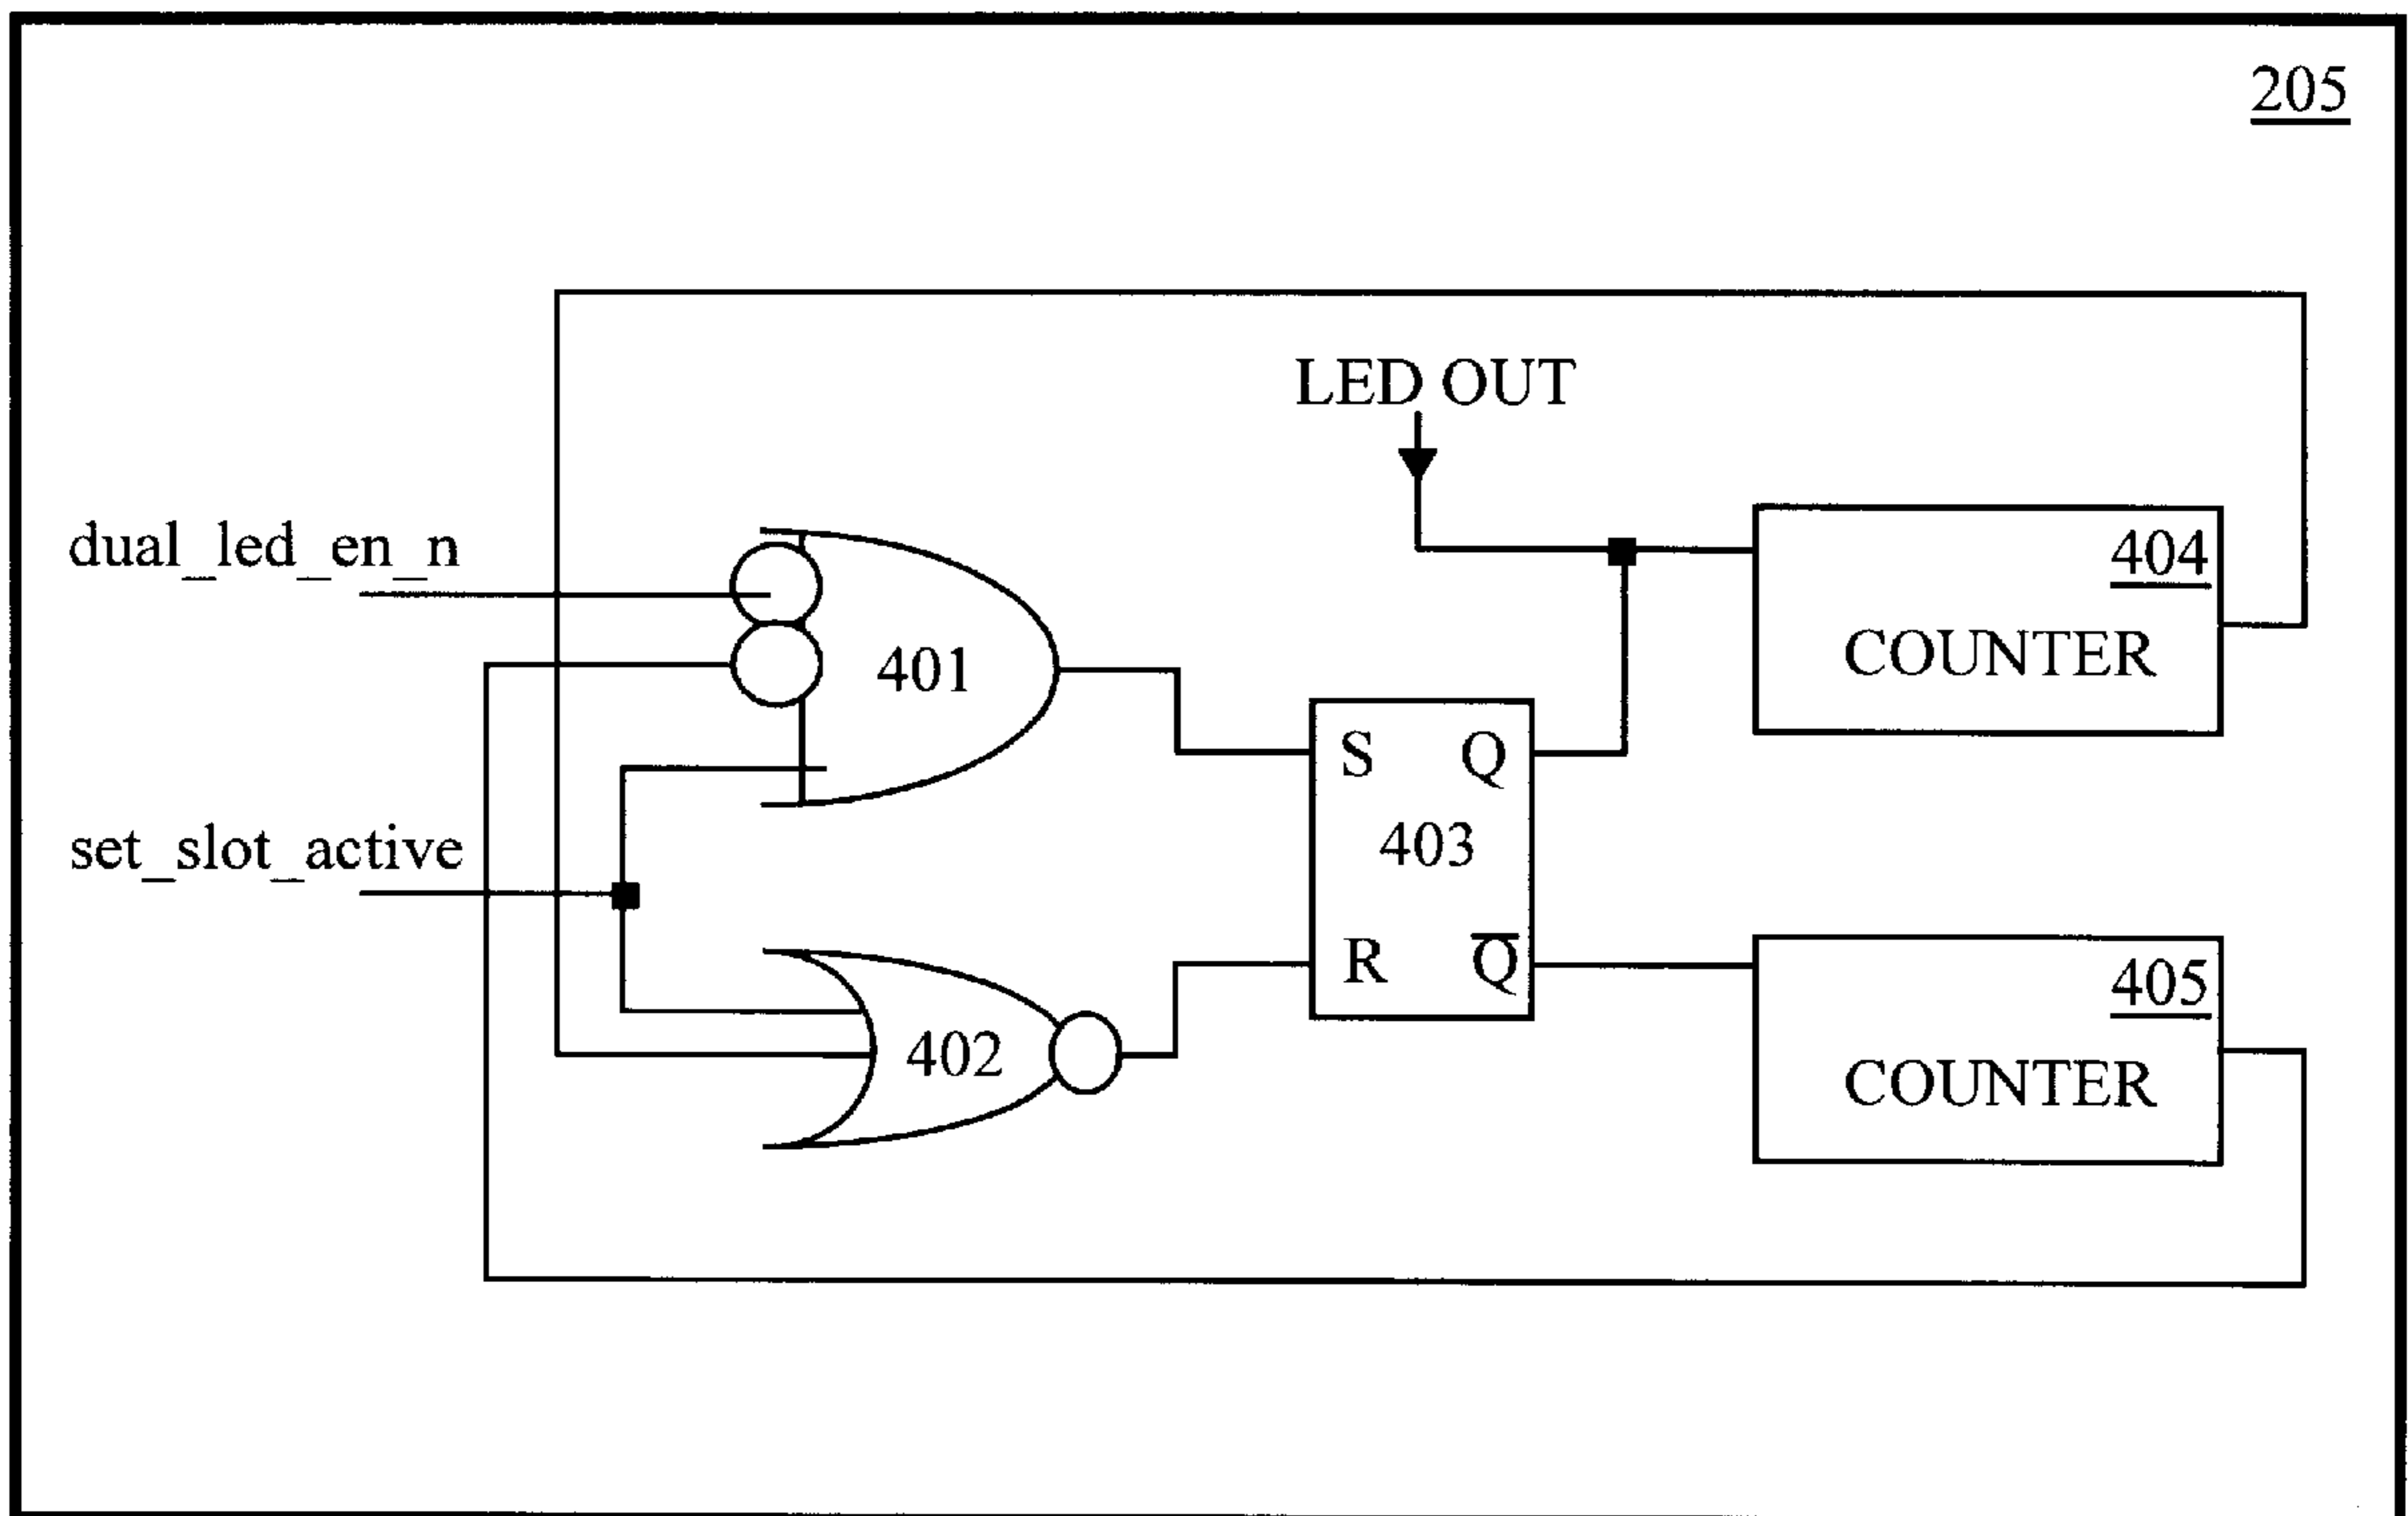 205
LED OUT
dual_led_en_n
404
COUNTER
401
S Q
403
set_slot_active
R Q̅
405
COUNTER
402